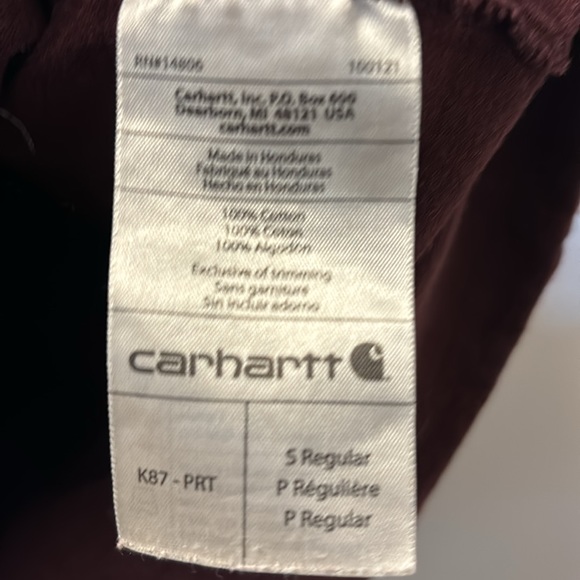 RN#14806 100121
Carhartt, Inc. P.O. Box 600
Dearborn, MI 48121 USA
carhartt.com
Made in Honduras
Fabriqué au Honduras
Hecho en Honduras
100% Cotton
100% Coton
100% Algodon
Exclusive of trimming
Sans garniture
Sin incluir adorno
carhartt
K87 - PRT
S Regular
P Régulière
P Regular